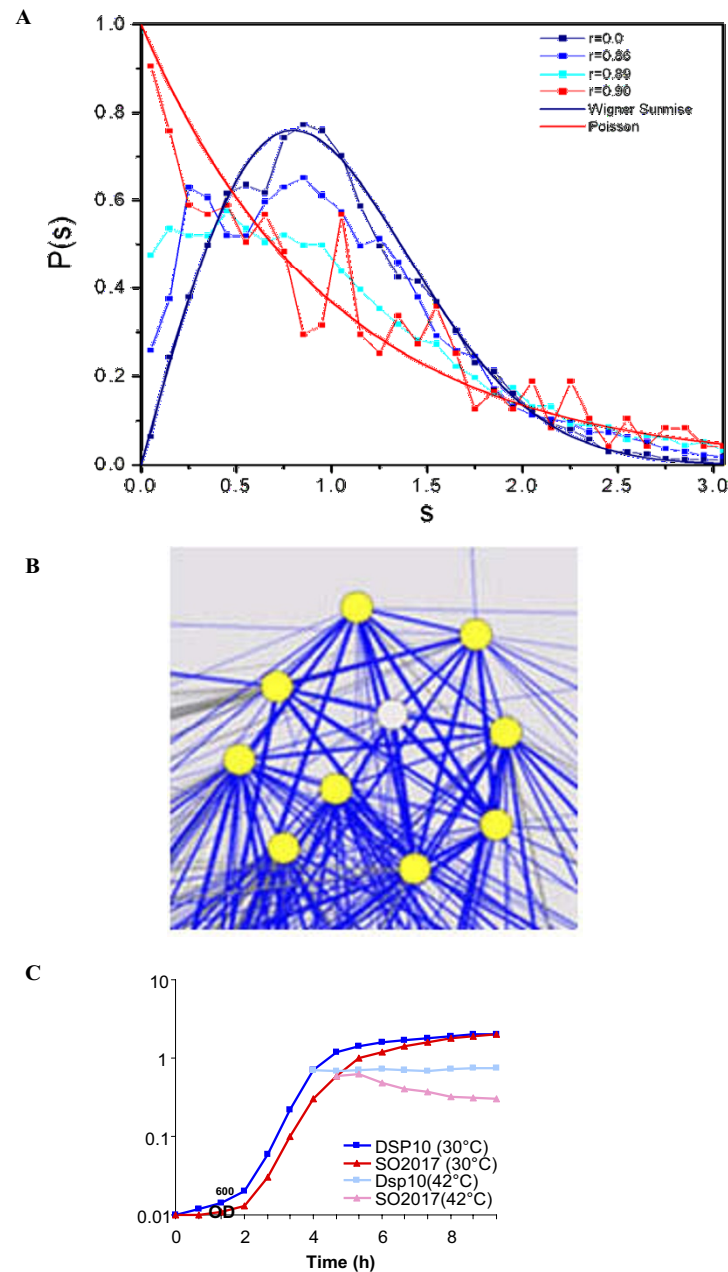 A
1.0
0.8
0.6
0.4
0.2
0.0
P(s)
r=0.0
r=0.86
r=0.89
r=0.90
Wigner Surmise
Poisson
0.0 0.5 1.0 1.5 2.0 2.5 3.0
S
B
C
10
1
0.1
0.01
600
OD
DSP10 (30°C)
SO2017 (30°C)
Dsp10(42°C)
SO2017(42°C)
0 2 4 6 8
Time (h)